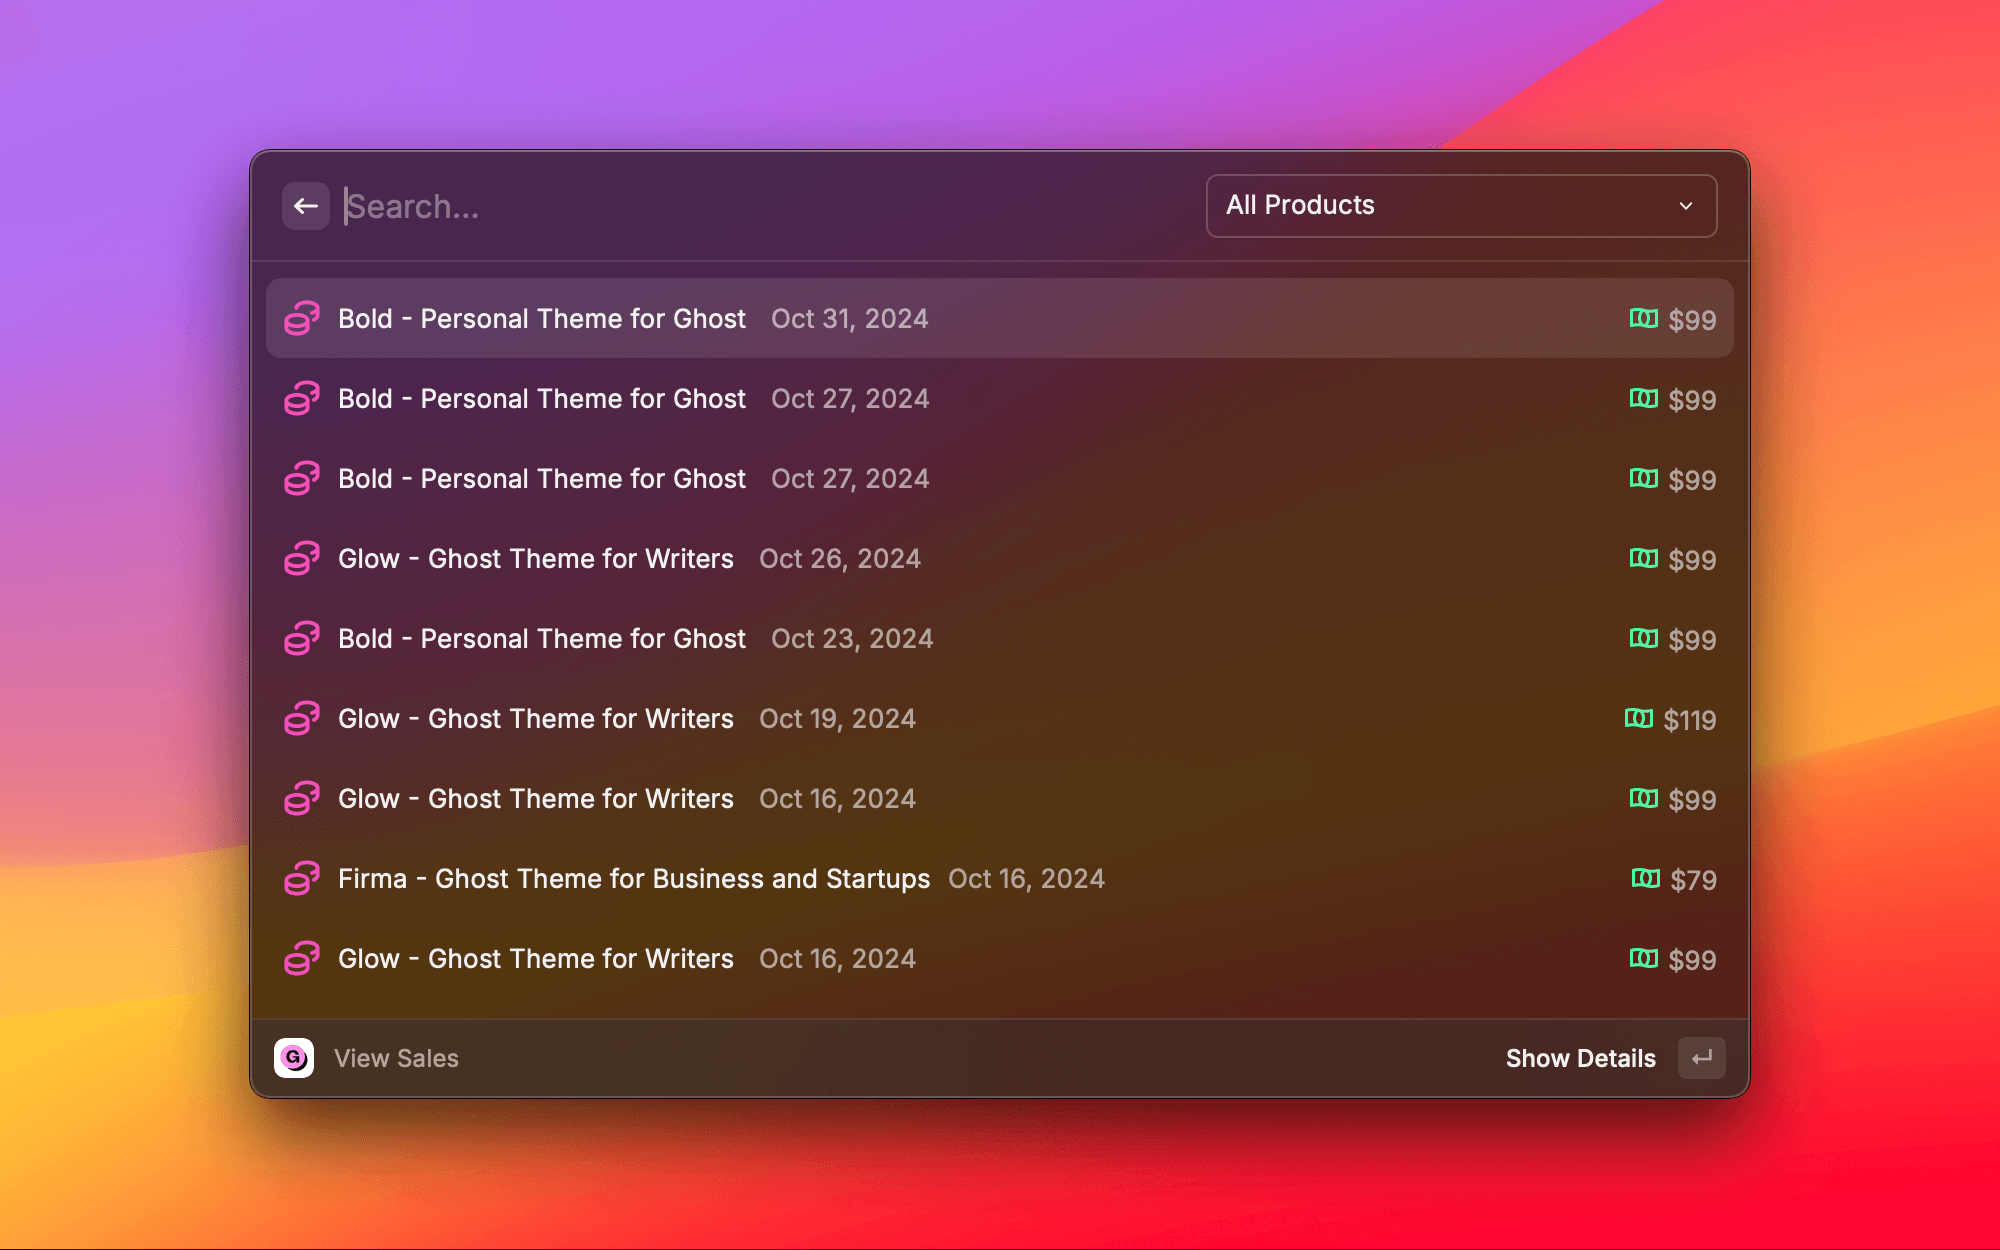 Search...
All Products
Bold - Personal Theme for Ghost Oct 31, 2024 $99
Bold - Personal Theme for Ghost Oct 27, 2024 $99
Bold - Personal Theme for Ghost Oct 27, 2024 $99
Glow - Ghost Theme for Writers Oct 26, 2024 $99
Bold - Personal Theme for Ghost Oct 23, 2024 $99
Glow - Ghost Theme for Writers Oct 19, 2024 $119
Glow - Ghost Theme for Writers Oct 16, 2024 $99
Firma - Ghost Theme for Business and Startups Oct 16, 2024 $79
Glow - Ghost Theme for Writers Oct 16, 2024 $99
G View Sales Show Details